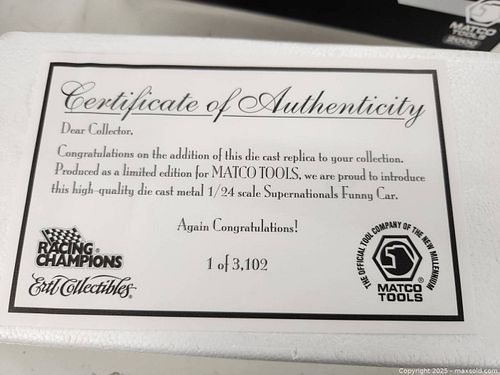 MATCO
TOOLS
2000
Certificate of Authenticity
Dear Collector,
Congratulations on the addition of this die cast replica to your collection.
Produced as a limited edition for MATCO TOOLS, we are proud to introduce
this high-quality die cast metal 1/24 scale Supernationals Funny Car.
Again Congratulations!
1 of 3,102
RACING
CHAMPIONS®
Ertl Collectibles®
THE OFFICIAL TOOL COMPANY OF THE NEW MILLENNIUM
®
MATCO
TOOLS
Copyright 2025 - maxsold.com